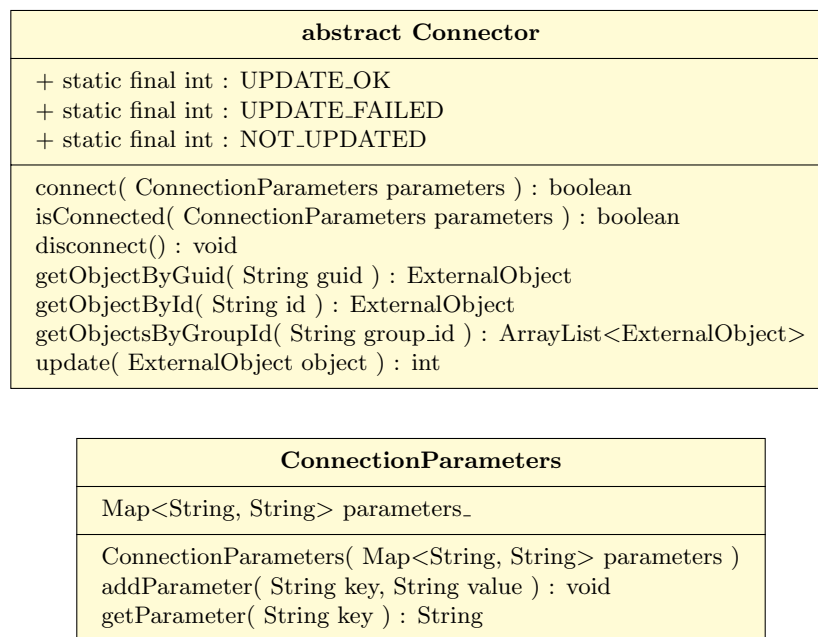 abstract Connector
+ static final int : UPDATE_OK
+ static final int : UPDATE_FAILED
+ static final int : NOT_UPDATED
connect( ConnectionParameters parameters ) : boolean
isConnected( ConnectionParameters parameters ) : boolean
disconnect() : void
getObjectByGuid( String guid ) : ExternalObject
getObjectById( String id ) : ExternalObject
getObjectsByGroupId( String group_id ) : ArrayList<ExternalObject>
update( ExternalObject object ) : int
ConnectionParameters
Map<String, String> parameters_
ConnectionParameters( Map<String, String> parameters )
addParameter( String key, String value ) : void
getParameter( String key ) : String